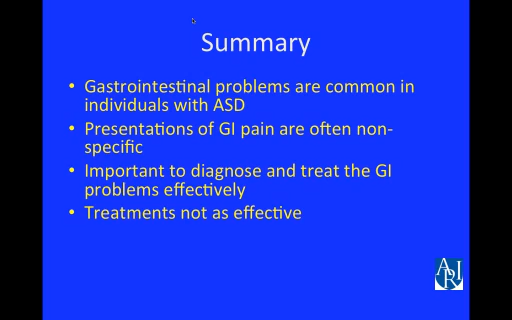 Summary
• Gastrointestinal problems are common in
individuals with ASD
• Presentations of GI pain are often non-
specific
• Important to diagnose and treat the GI
problems effectively
• Treatments not as effective
ARI